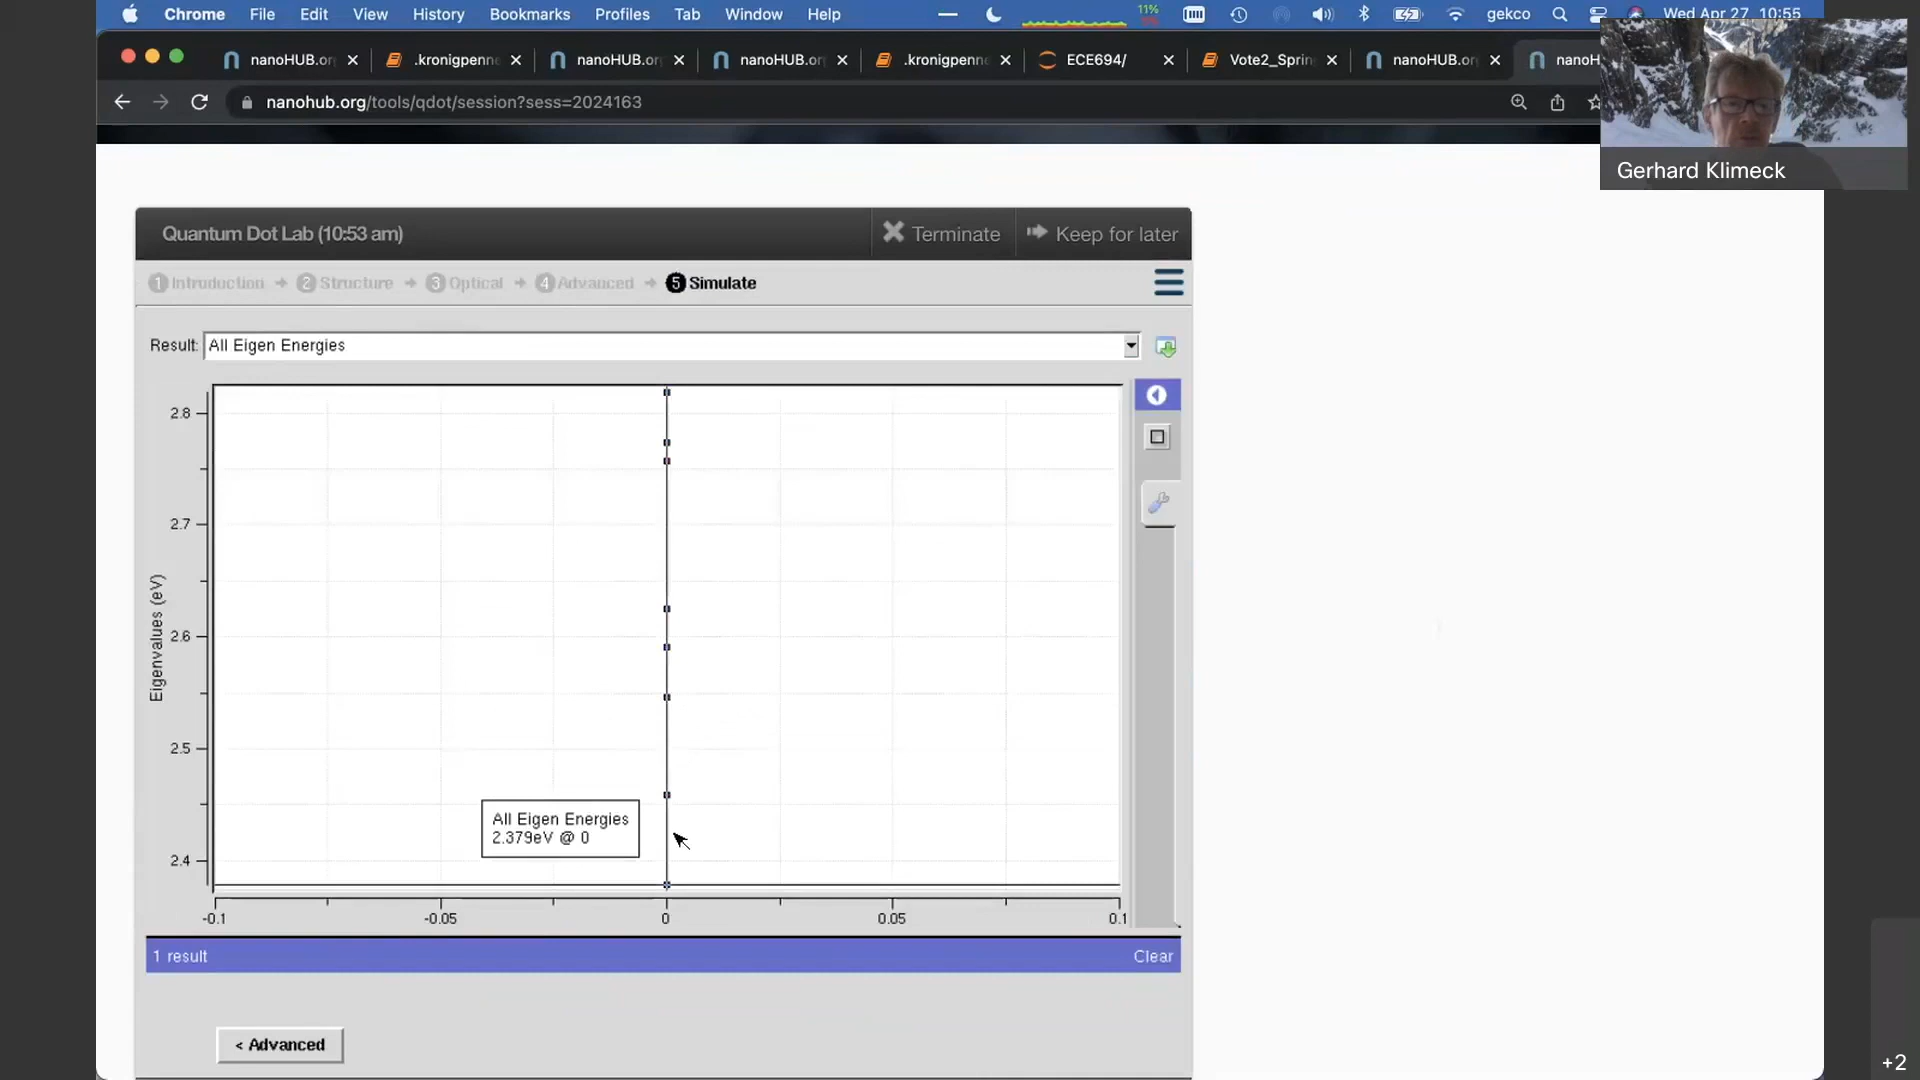 Chrome File Edit View History Bookmarks Profiles Tab Window Help 11% gekco Wed Apr 27 10:55
nanoHUB.or .kronigpenne nanoHUB.or nanoHUB.or .kronigpenne ECE694/ Vote2_Sprin nanoHUB.or nanoH
nanohub.org/tools/qdot/session?sess=2024163
Gerhard Klimeck
Quantum Dot Lab (10:53 am) Terminate Keep for later
1 Introduction 2 Structure 3 Optical 4 Advanced 5 Simulate
Result: All Eigen Energies
Eigenvalues (eV)
2.8
2.7
2.6
2.5
2.4
All Eigen Energies
2.379eV @ 0
-0.1 -0.05 0 0.05 0.1
1 result Clear
< Advanced
+2